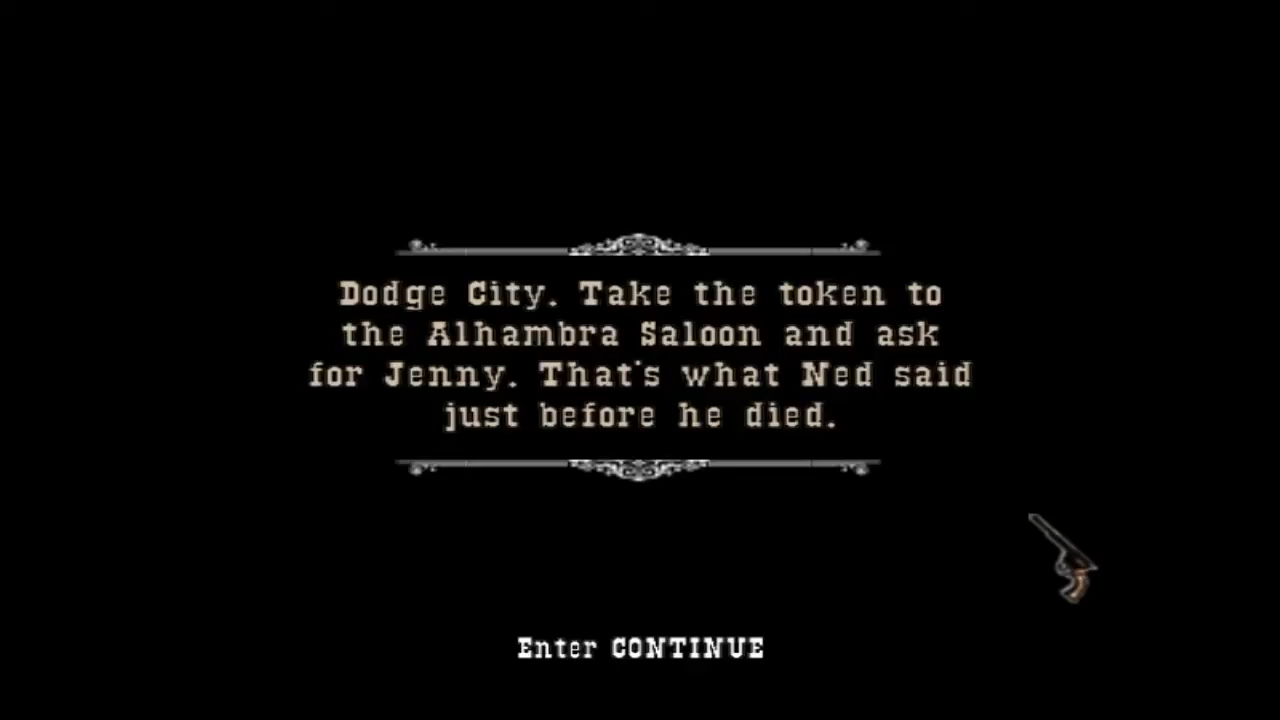 Dodge City. Take the token to
the Alhambra Saloon and ask
for Jenny. That's what Ned said
just before he died.
Enter CONTINUE